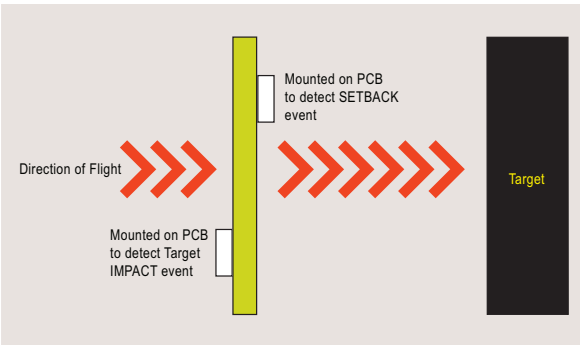 Mounted on PCB
to detect SETBACK
event
Direction of Flight
Target
Mounted on PCB
to detect Target
IMPACT event